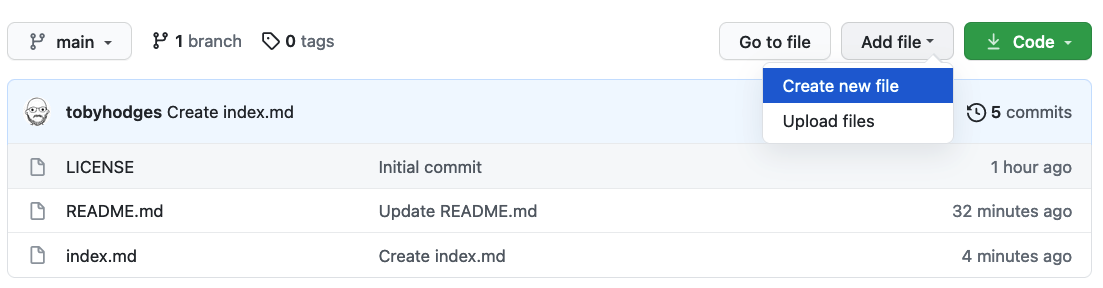 main 1 branch 0 tags Go to file Add file Code
Create new file
tobyhodges Create index.md 5 commits
Upload files
LICENSE Initial commit 1 hour ago
README.md Update README.md 32 minutes ago
index.md Create index.md 4 minutes ago